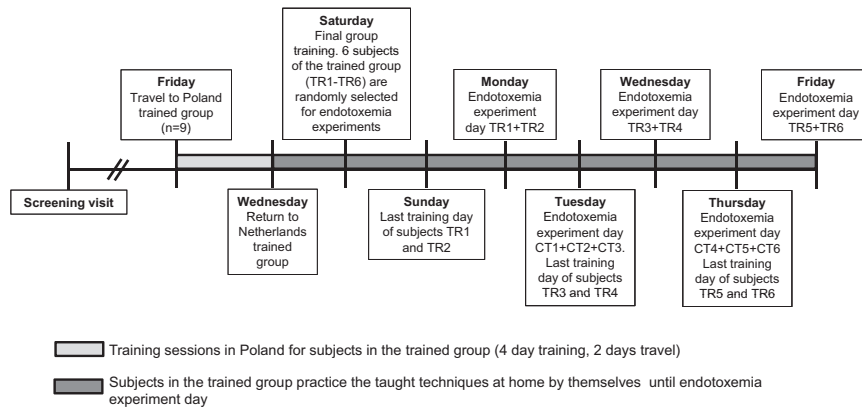 Friday
Travel to Poland
trained group
(n=9)
Saturday
Final group
training. 6 subjects
of the trained group
(TR1-TR6) are
randomly selected
for endotoxemia
experiments
Monday
Endotoxemia
experiment
day TR1+TR2
Wednesday
Endotoxemia
experiment day
TR3+TR4
Friday
Endotoxemia
experiment day
TR5+TR6
Screening visit
Wednesday
Return to
Netherlands
trained
group
Sunday
Last training day
of subjects TR1
and TR2
Tuesday
Endotoxemia
experiment day
CT1+CT2+CT3.
Last training
day of subjects
TR3 and TR4
Thursday
Endotoxemia
experiment day
CT4+CT5+CT6
Last training
day of subjects
TR5 and TR6
Training sessions in Poland for subjects in the trained group (4 day training, 2 days travel)
Subjects in the trained group practice the taught techniques at home by themselves until endotoxemia
experiment day